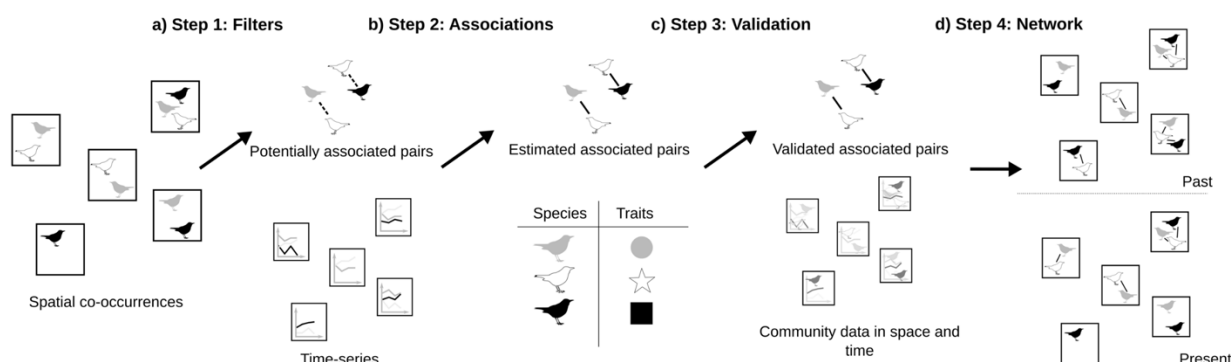 a) Step 1: Filters
b) Step 2: Associations
c) Step 3: Validation
d) Step 4: Network
Potentially associated pairs
Estimated associated pairs
Validated associated pairs
Past
Species
Traits
Spatial co-occurrences
Time-series
Community data in space and
time
Present